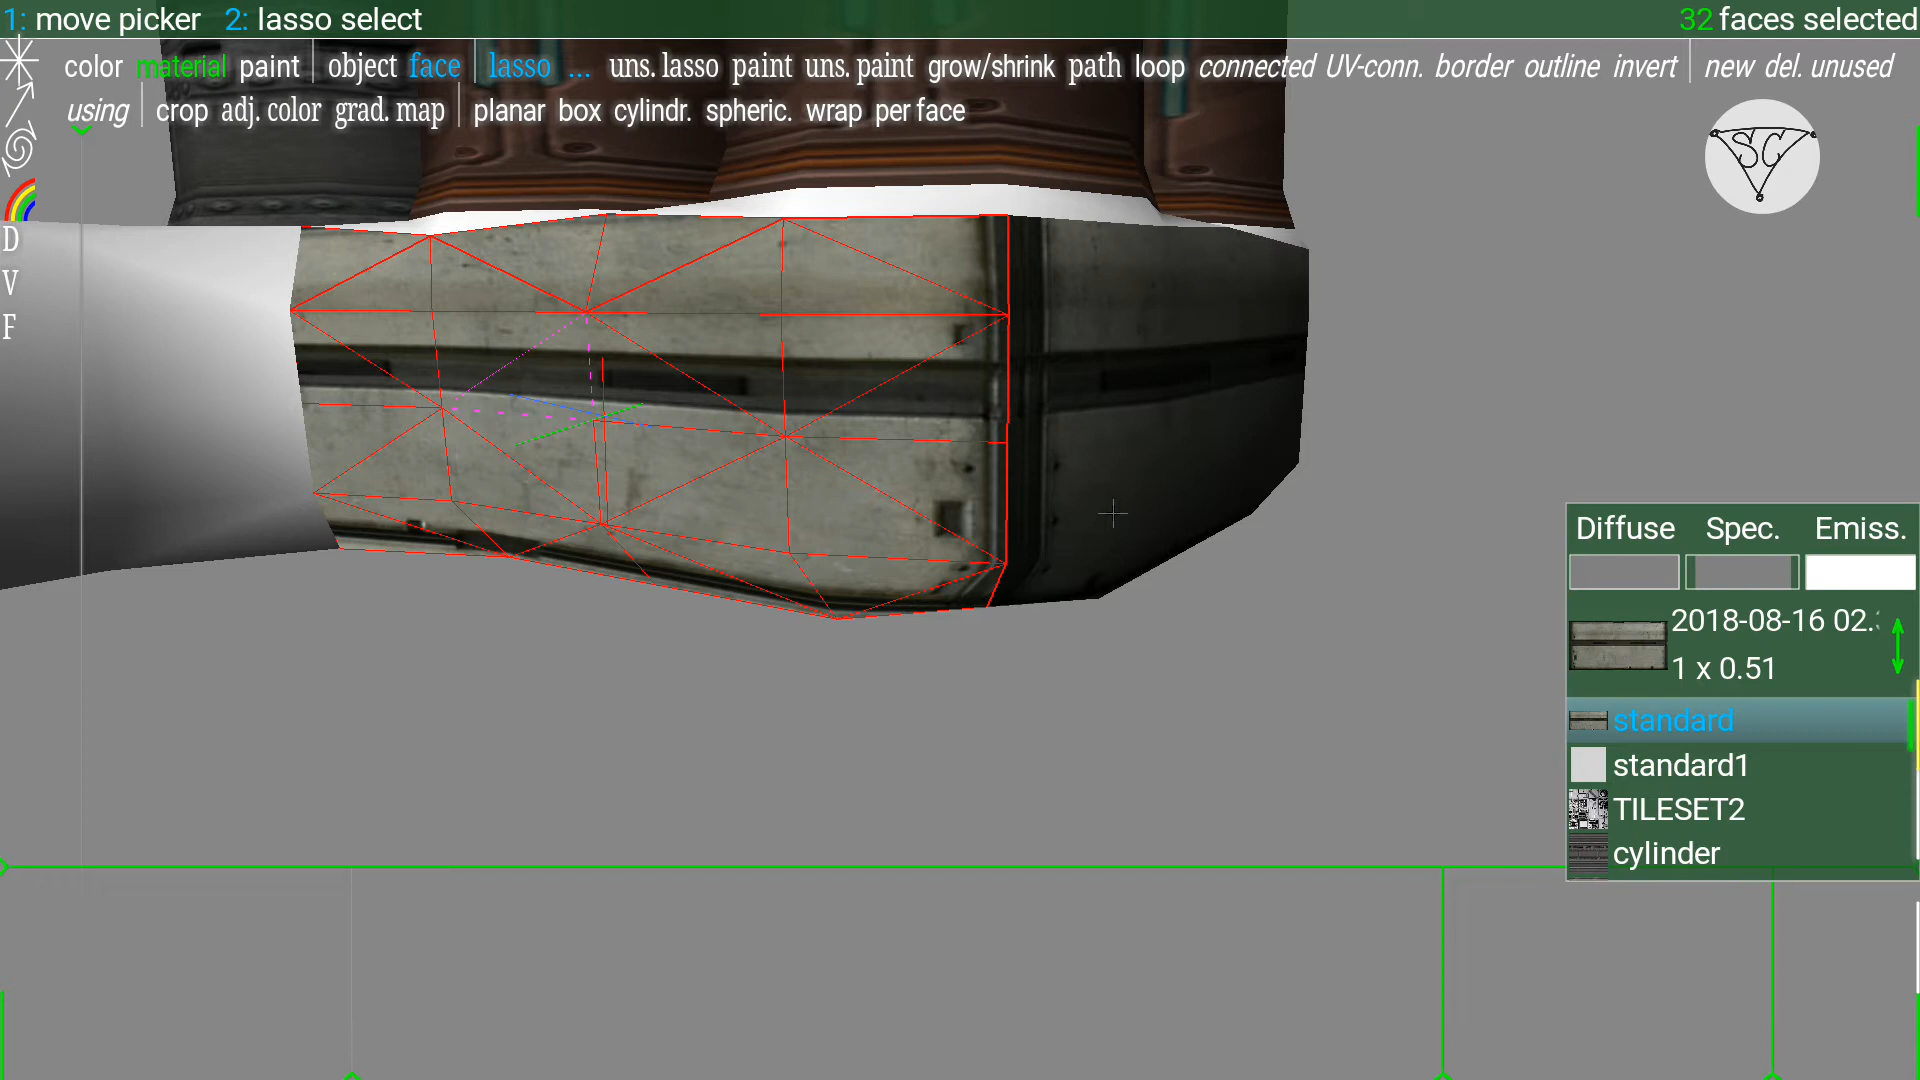 1: move picker 2: lasso select 32 faces selected
color material paint object face lasso ... uns. lasso paint uns. paint grow/shrink path loop connected UV-conn. border outline invert new del. unused
using crop adj. color grad. map planar box cylindr. spheric. wrap per face
SC
D
V
F
Diffuse Spec. Emiss.
2018-08-16 02.
1 x 0.51
standard
standard1
TILESET2
cylinder